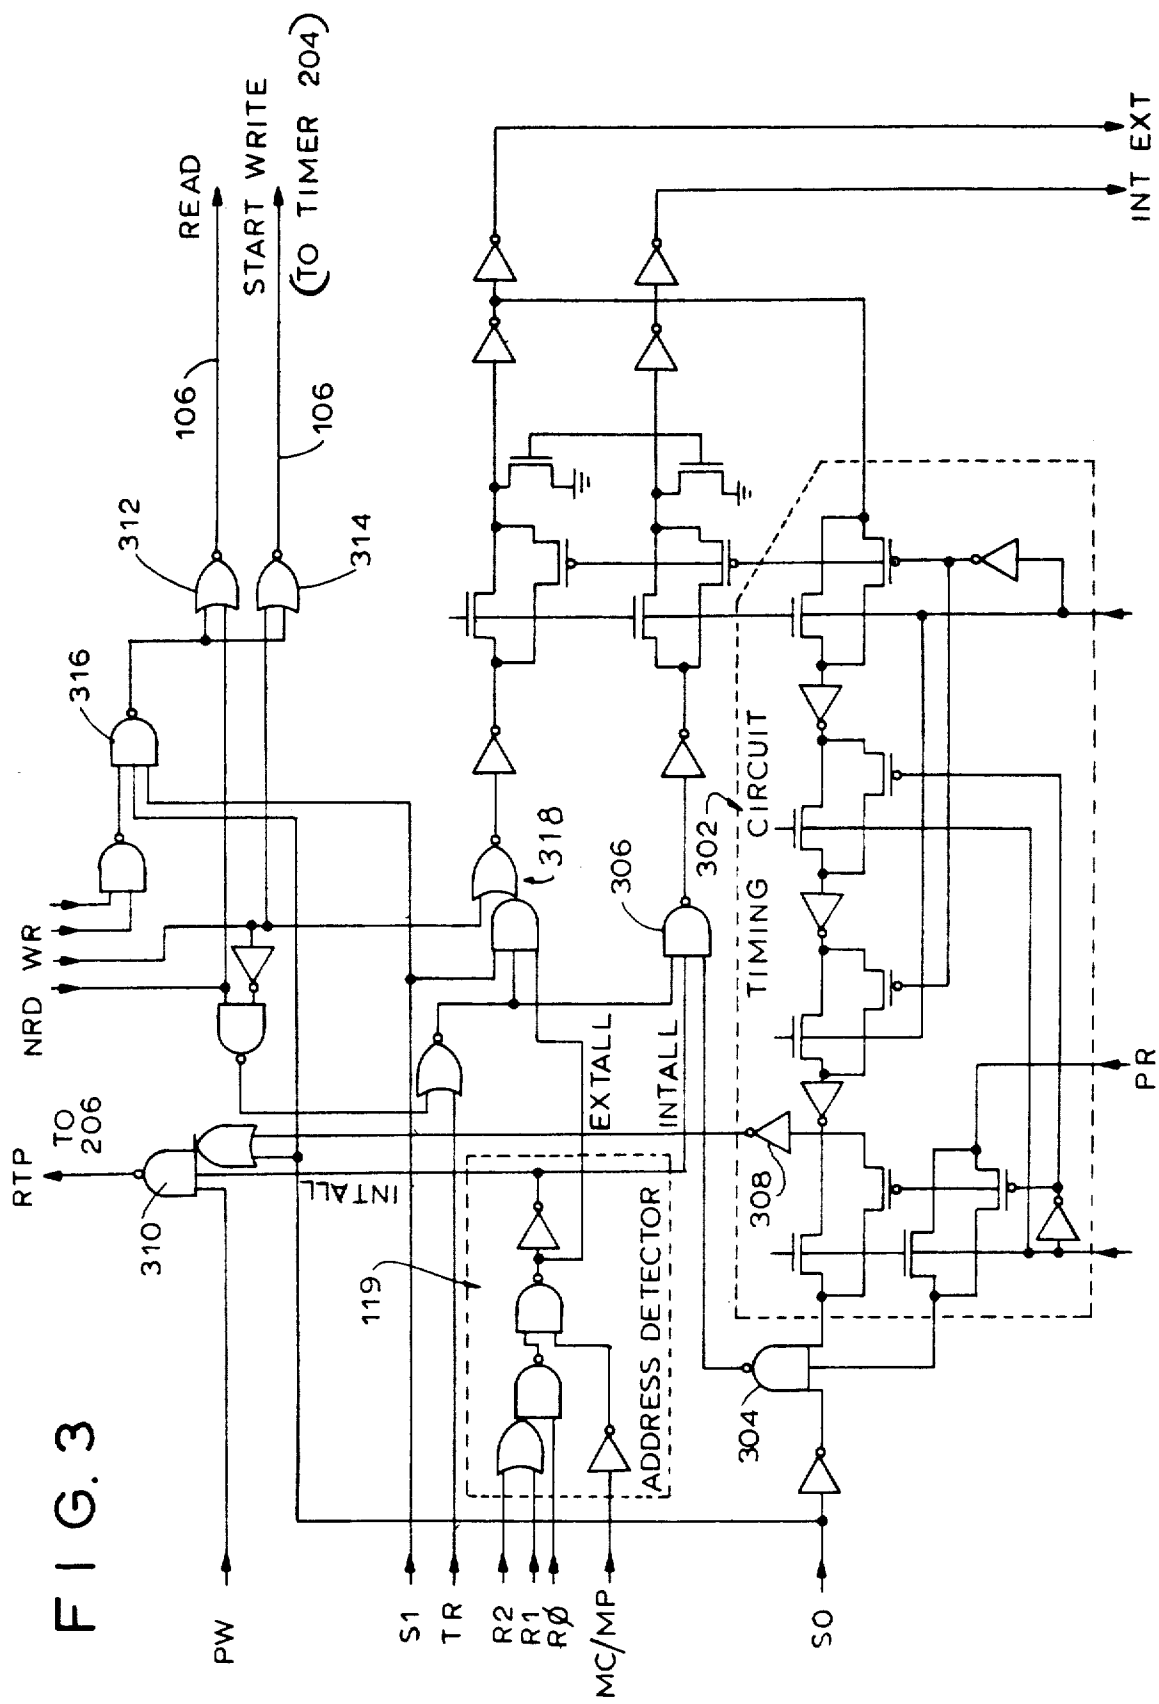 FIG. 3
RTP
TO
206
NRD
WR
READ
START WRITE
(TO TIMER 204)
106
106
312
314
316
310
318
306
302
304
308
119
INTALL
EXTALL
INTALL
ADDRESS DETECTOR
TIMING CIRCUIT
PW
S1
TR
R2
R1
RØ
MC/MP
SO
PR
INT
EXT